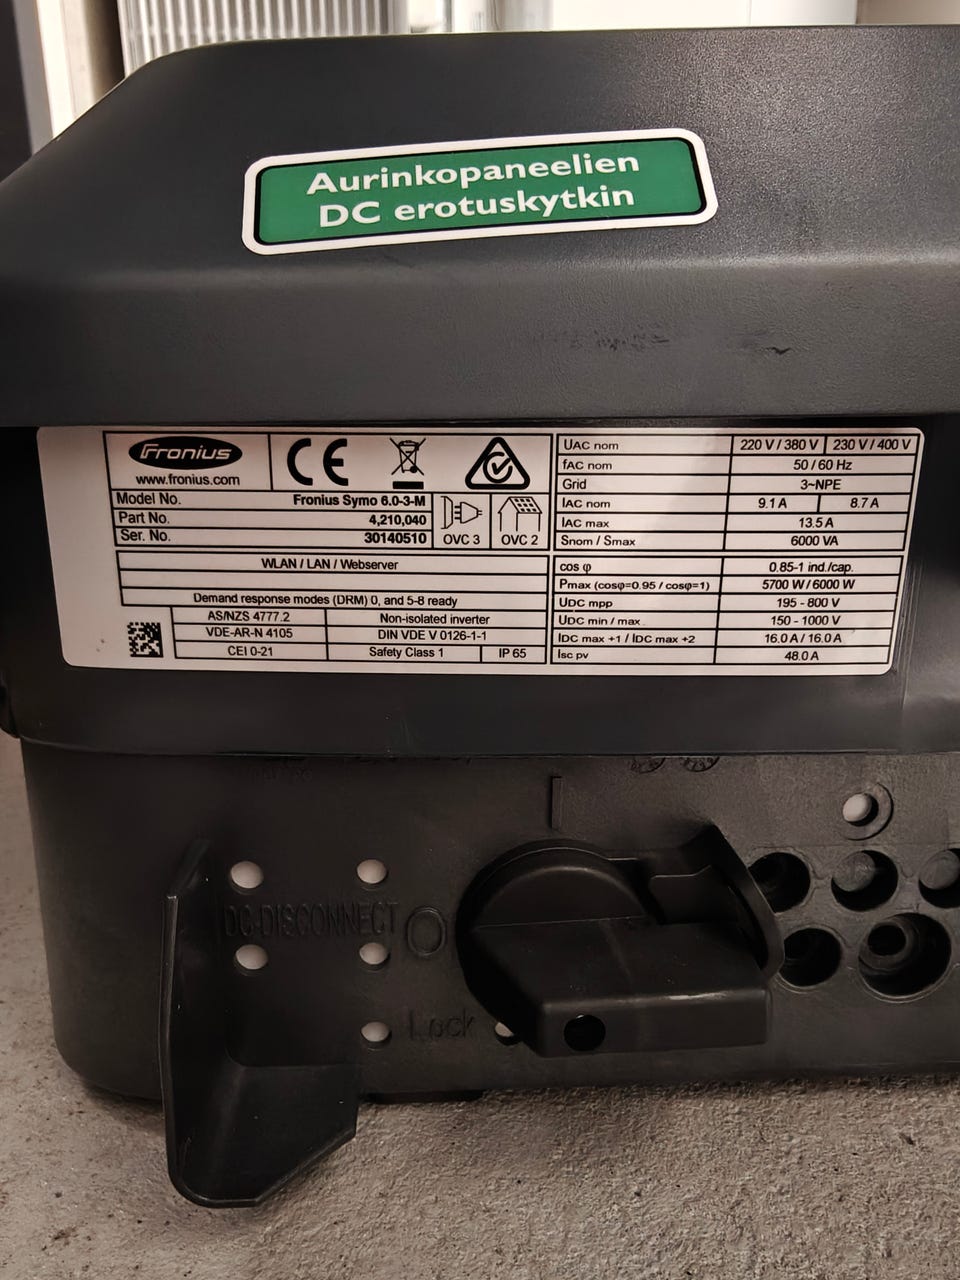 Aurinkopaneelien
DC erotuskytkin
Fronius
www.fronius.com
CE
Model No. Fronius Symo 6.0-3-M
Part No. 4,210,040
Ser. No. 30140510
OVC 3 OVC 2
WLAN / LAN / Webserver
Demand response modes (DRM) 0, and 5-8 ready
AS/NZS 4777.2 Non-isolated inverter
VDE-AR-N 4105 DIN VDE V 0126-1-1
CEI 0-21 Safety Class 1 IP 65
UAC nom 220 V / 380 V 230 V / 400 V
fAC nom 50 / 60 Hz
Grid 3~NPE
IAC nom 9.1 A 8.7 A
IAC max 13.5 A
Snom / Smax 6000 VA
cos φ 0.85-1 ind./cap.
Pmax (cosφ=0.95 / cosφ=1) 5700 W / 6000 W
UDC mpp 195 - 800 V
UDC min / max 150 - 1000 V
IDC max +1 / IDC max +2 16.0 A / 16.0 A
Isc pv 48.0 A
I
DC-DISCONNECT O
Lock